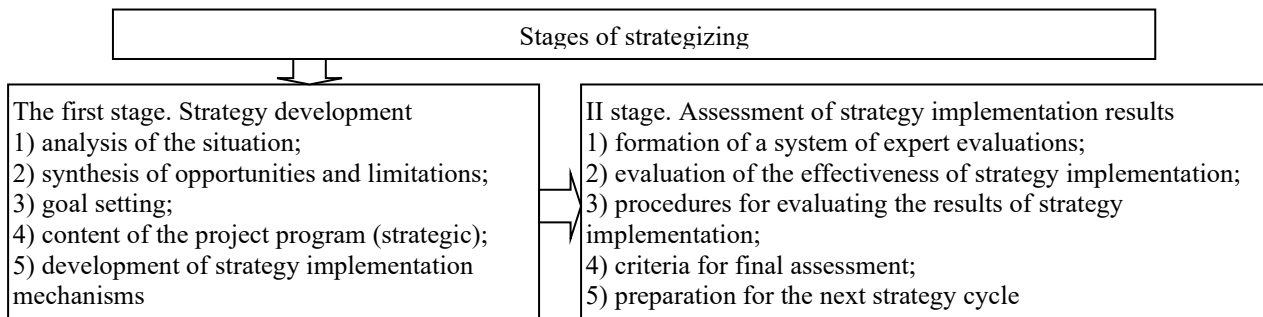 Stages of strategizing
The first stage. Strategy development
1) analysis of the situation;
2) synthesis of opportunities and limitations;
3) goal setting;
4) content of the project program (strategic);
5) development of strategy implementation
mechanisms
II stage. Assessment of strategy implementation results
1) formation of a system of expert evaluations;
2) evaluation of the effectiveness of strategy implementation;
3) procedures for evaluating the results of strategy
implementation;
4) criteria for final assessment;
5) preparation for the next strategy cycle